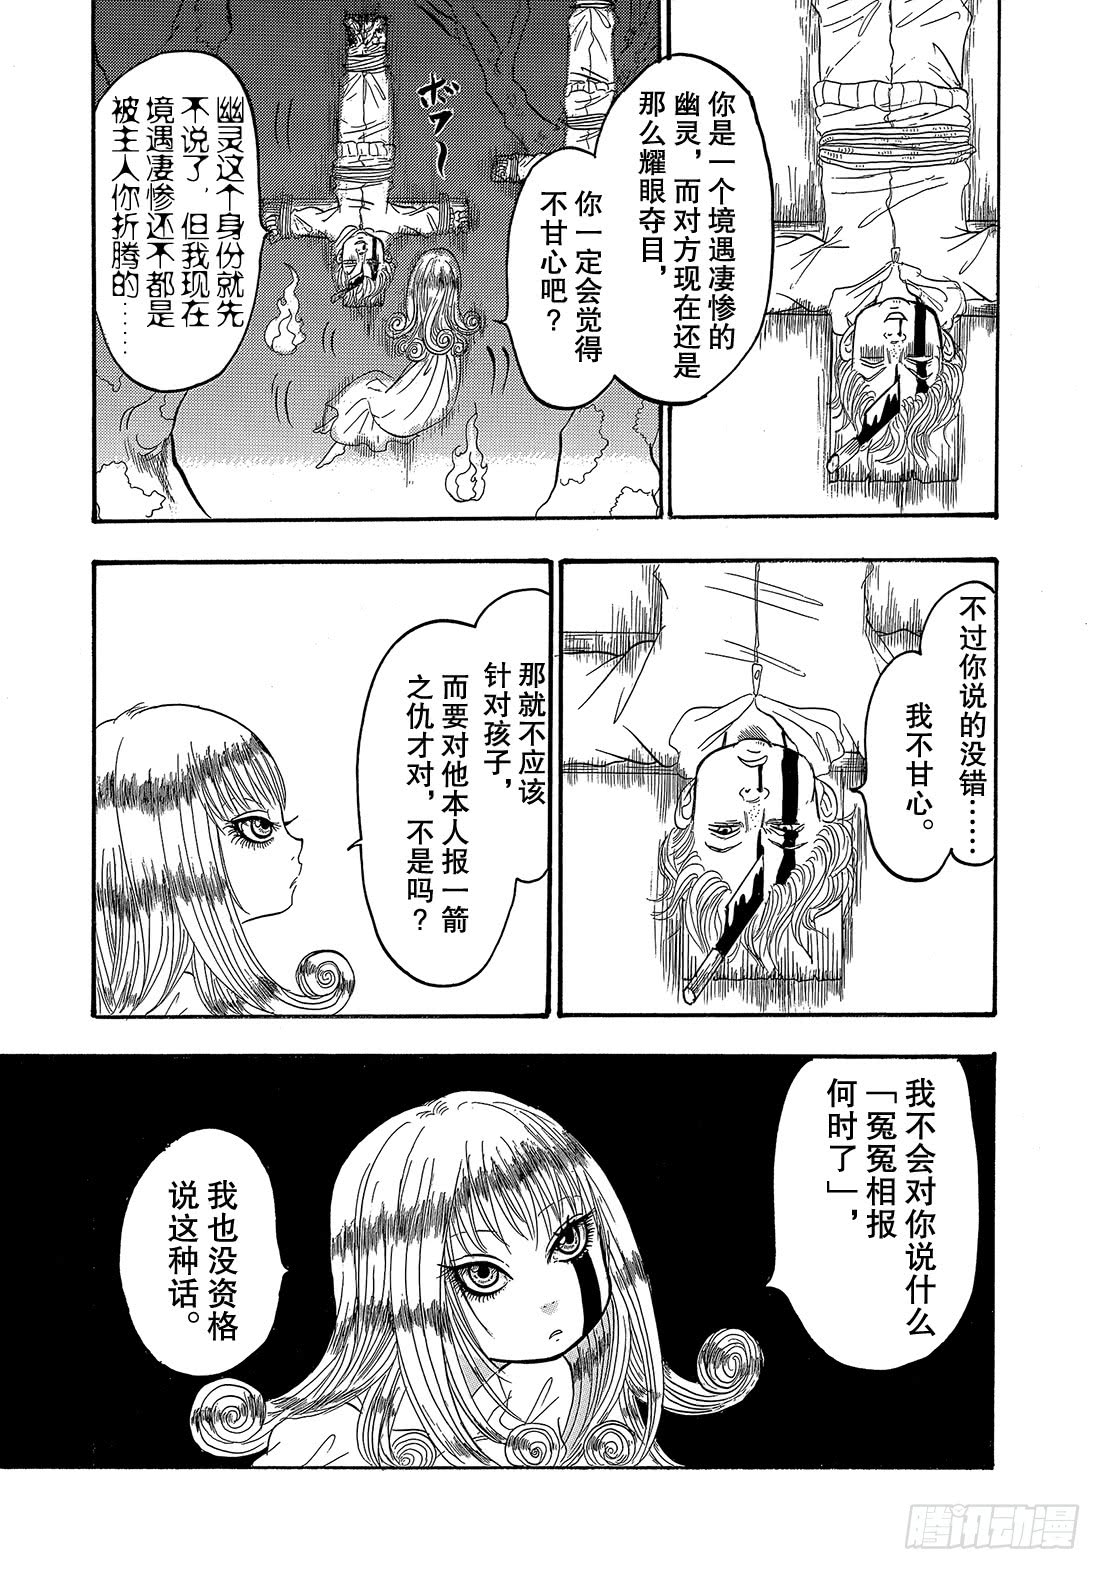 你是一个境遇凄惨的
幽灵，而对方现在还是
那么耀眼夺目，
你一定会觉得
不甘心吧？
ボワ～
幽灵这个身份就先
不说了，但我现在
境遇凄惨还不都是
被主人你折腾的……
不过你说的没错……
我不甘心。
那就不应该
针对孩子，
而要对他本人报一箭
之仇才对，不是吗？
我不会对你说什么
「冤冤相报
何时了」，
我也没资格
说这种话。
腾讯动漫